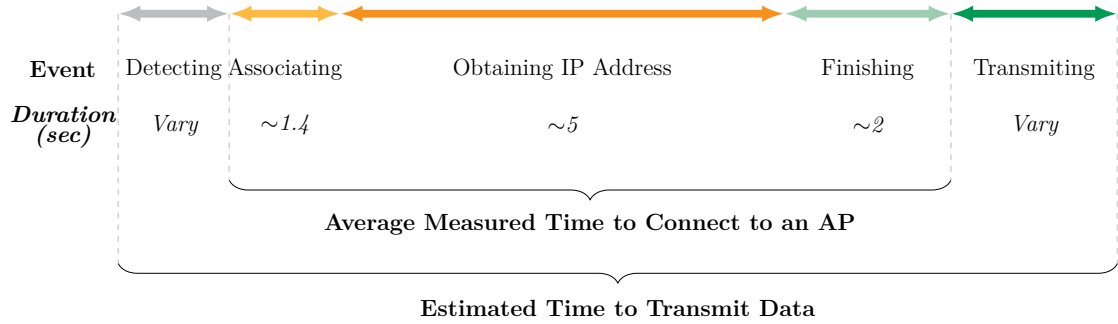 Event Detecting Associating Obtaining IP Address Finishing Transmiting
Duration
(sec) Vary ~1.4 ~5 ~2 Vary
Average Measured Time to Connect to an AP
Estimated Time to Transmit Data